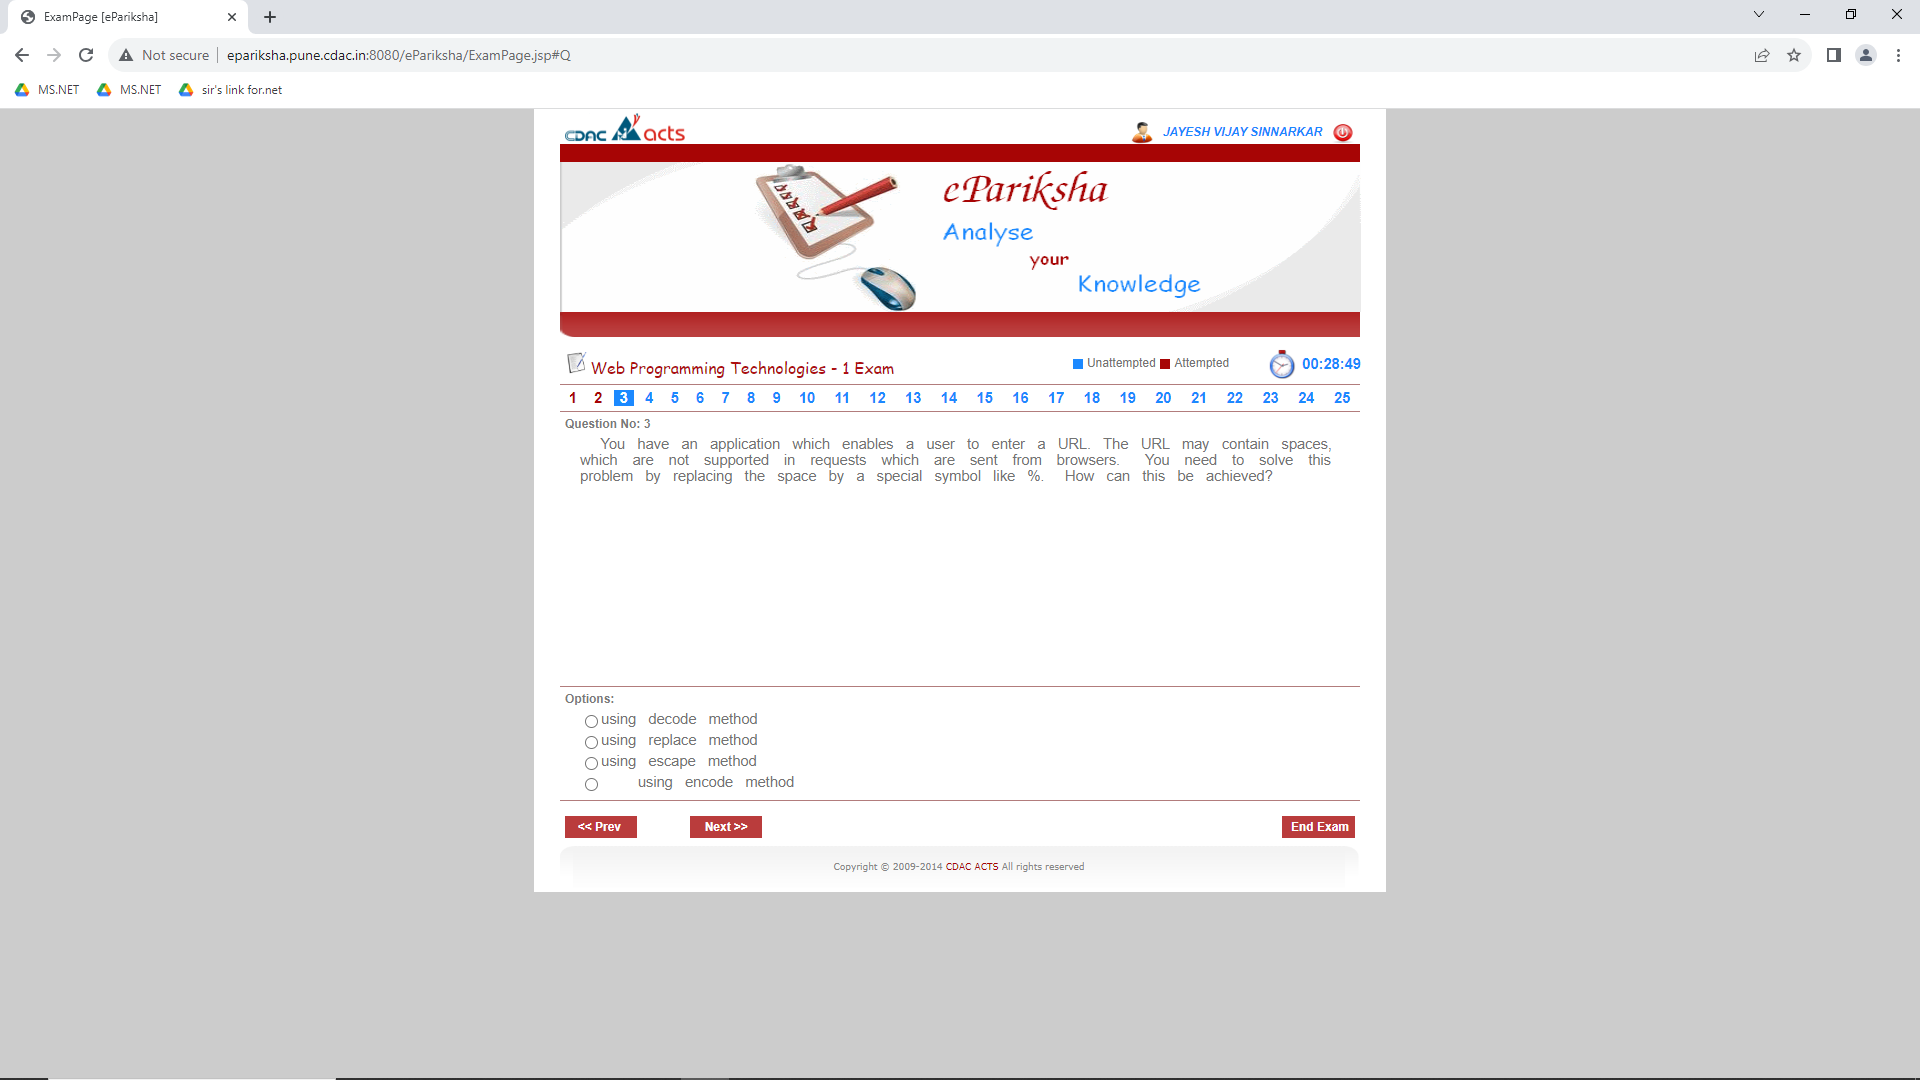 ExamPage [ePariksha]
Not secure
epariksha.pune.cdac.in:8080/ePariksha/ExamPage.jsp#Q
MS.NET
MS.NET
sir's link for.net
CDAC acts
JAYESH VIJAY SINNARKAR
ePariksha
Analyse
your
Knowledge
Web Programming Technologies - 1 Exam
Unattempted
Attempted
00:28:49
1 2 3 4 5 6 7 8 9 10 11 12 13 14 15 16 17 18 19 20 21 22 23 24 25
Question No: 3
You have an application which enables a user to enter a URL. The URL may contain spaces,
which are not supported in requests which are sent from browsers. You need to solve this
problem by replacing the space by a special symbol like %. How can this be achieved?
Options:
using decode method
using replace method
using escape method
using encode method
<< Prev
Next >>
End Exam
Copyright © 2009-2014 CDAC ACTS All rights reserved